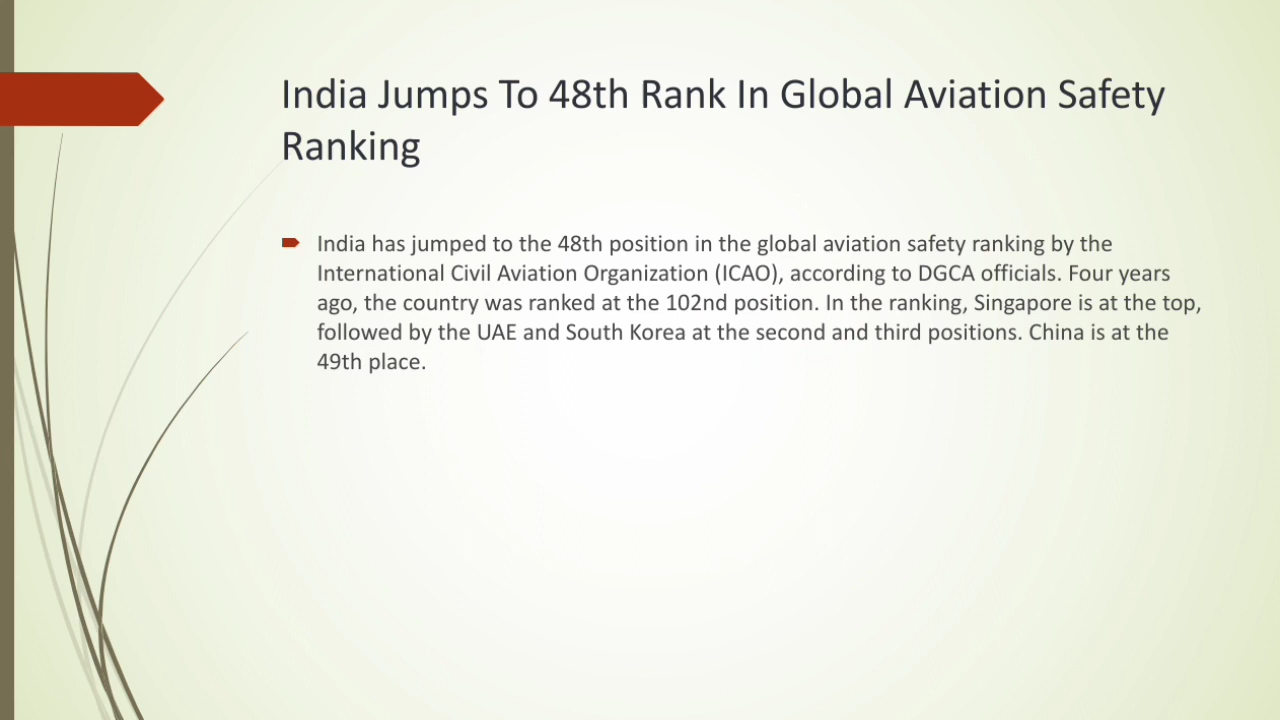 India Jumps To 48th Rank In Global Aviation Safety
Ranking
India has jumped to the 48th position in the global aviation safety ranking by the
International Civil Aviation Organization (ICAO), according to DGCA officials. Four years
ago, the country was ranked at the 102nd position. In the ranking, Singapore is at the top,
followed by the UAE and South Korea at the second and third positions. China is at the
49th place.